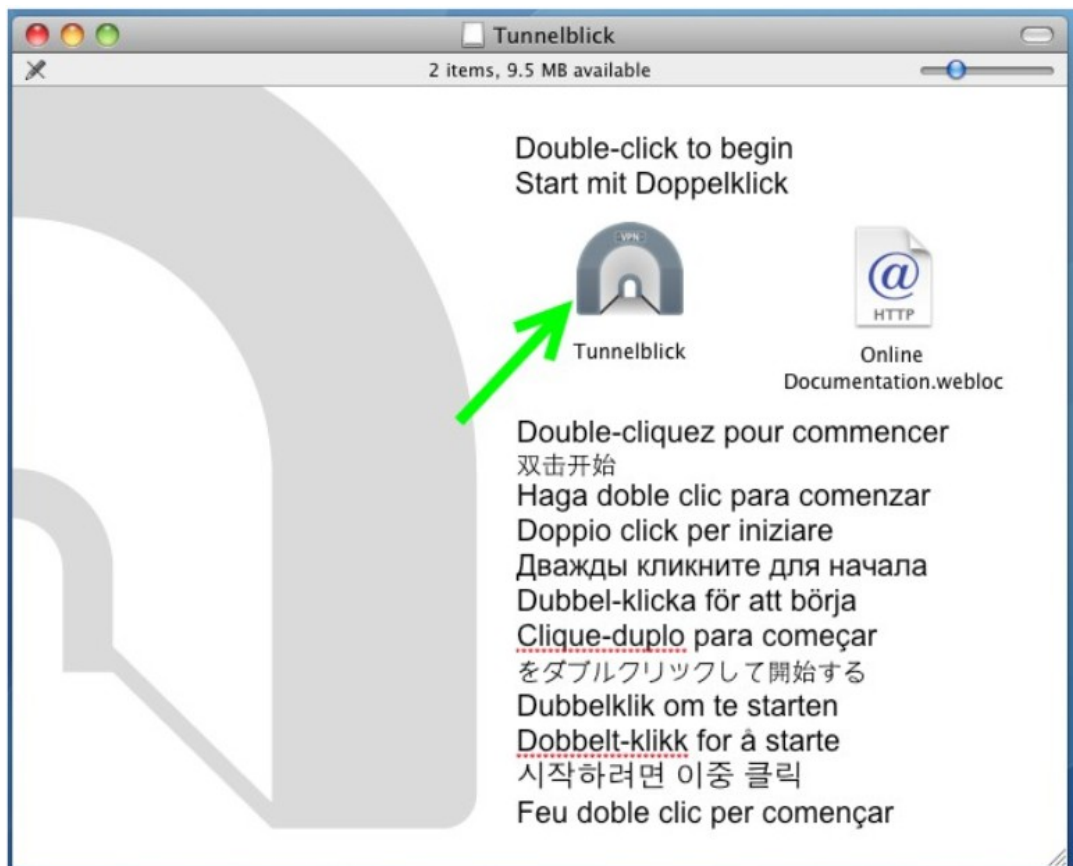 Tunnelblick
2 items, 9.5 MB available
Double-click to begin
Start mit Doppelklick
VPN
@
HTTP
Tunnelblick
Online
Documentation.webloc
Double-cliquez pour commencer
双击开始
Haga doble clic para comenzar
Doppio click per iniziare
Дважды кликните для начала
Dubbel-klicka för att börja
Clique-duplo para começar
をダブルクリックして開始する
Dubbelklik om te starten
Dobbelt-klikk for å starte
시작하려면 이중 클릭
Feu doble clic per començar